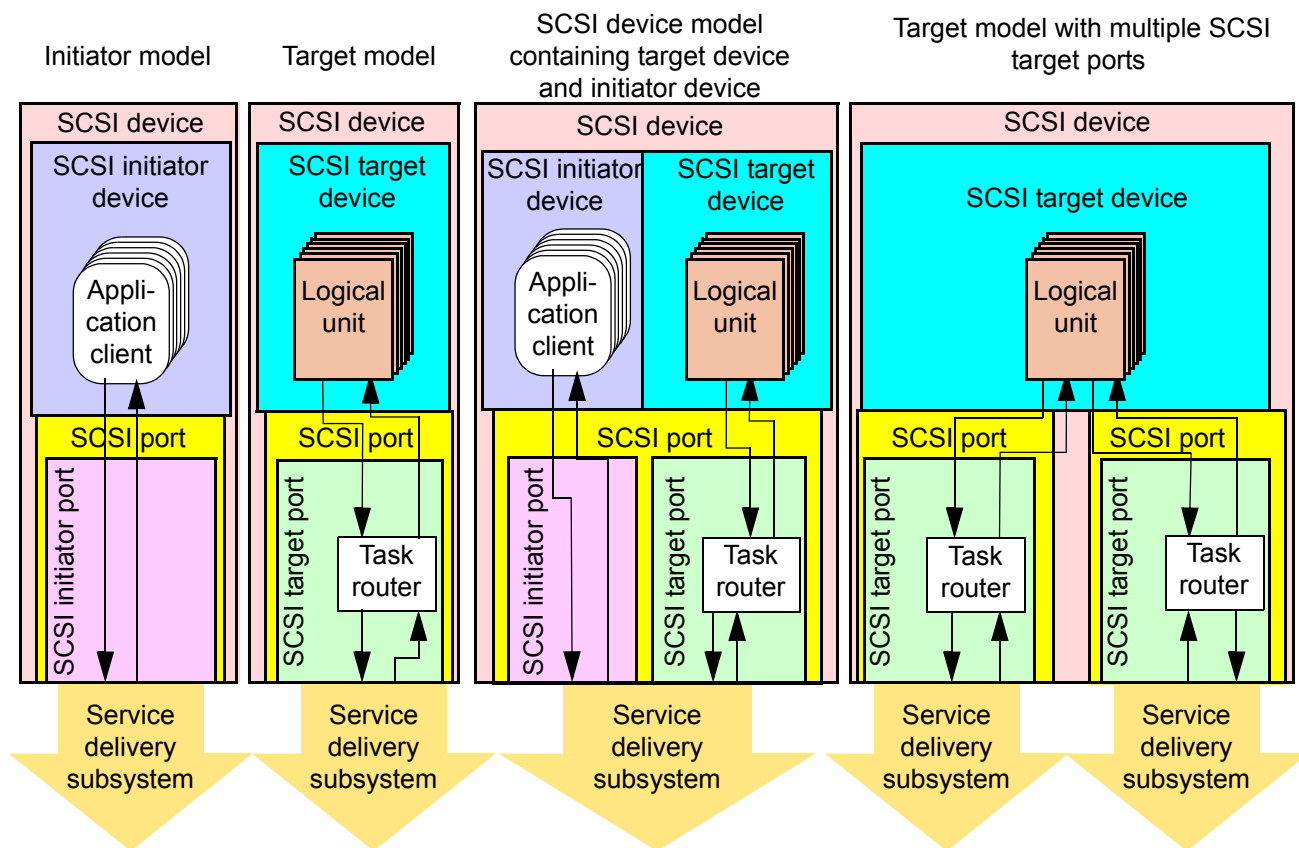 Initiator model
SCSI device
SCSI initiator
device
Appli-
cation
client
SCSI port
SCSI initiator port
Service
delivery
subsystem
Target model
SCSI device
SCSI target
device
Logical
unit
SCSI port
SCSI target port
Task
router
Service
delivery
subsystem
SCSI device model
containing target device
and initiator device
SCSI device
SCSI initiator
device
Appli-
cation
client
SCSI target
device
Logical
unit
SCSI port
SCSI initiator port
SCSI target port
Task
router
Service
delivery
subsystem
Target model with multiple SCSI
target ports
SCSI device
SCSI target device
Logical
unit
SCSI port
SCSI target port
Task
router
Service
delivery
subsystem
SCSI port
SCSI target port
Task
router
Service
delivery
subsystem